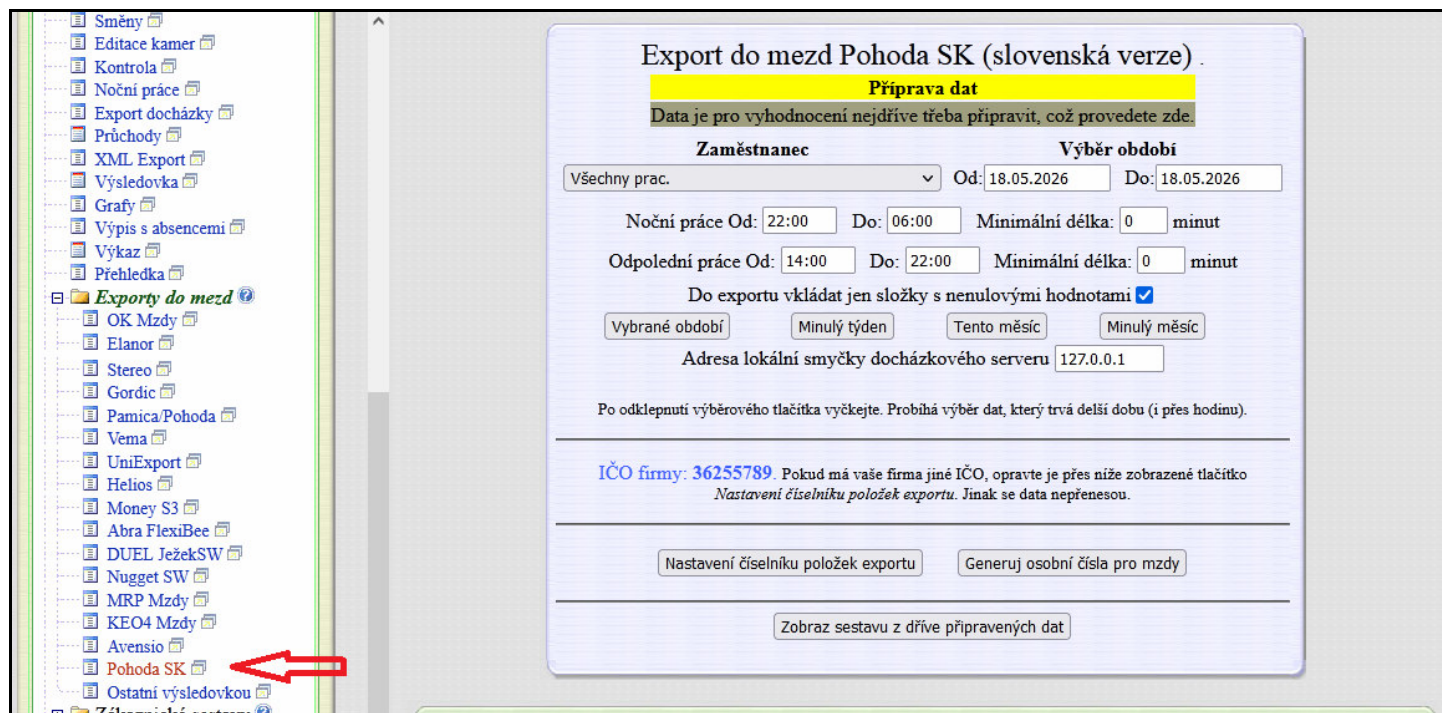 Směny
Editace kamer
Kontrola
Noční práce
Export docházky
Průchody
XML Export
Výsledovka
Grafy
Výpis s absencemi
Výkaz
Přehledka
Exporty do mezd
OK Mzdy
Elanor
Stereo
Gordic
Pamica/Pohoda
Vema
UniExport
Helios
Money S3
Abra FlexiBee
DUEL JežekSW
Nugget SW
MRP Mzdy
KEO4 Mzdy
Avensio
Pohoda SK
Ostatní výsledovkou
Export do mezd Pohoda SK (slovenská verze) .
Příprava dat
Data je pro vyhodnocení nejdříve třeba připravit, což provedete zde.
Zaměstnanec Výběr období
Všechny prac. Od: 18.05.2026 Do: 18.05.2026
Noční práce Od: 22:00 Do: 06:00 Minimální délka: 0 minut
Odpolední práce Od: 14:00 Do: 22:00 Minimální délka: 0 minut
Do exportu vkládat jen složky s nenulovými hodnotami
Vybrané období Minulý týden Tento měsíc Minulý měsíc
Adresa lokální smyčky docházkového serveru 127.0.0.1
Po odklepnutí výběrového tlačítka vyčkejte. Probíhá výběr dat, který trvá delší dobu (i přes hodinu).
IČO firmy: 36255789. Pokud má vaše firma jiné IČO, opravte je přes níže zobrazené tlačítko
Nastavení číselníku položek exportu. Jinak se data nepřenesou.
Nastavení číselníku položek exportu Generuj osobní čísla pro mzdy
Zobraz sestavu z dříve připravených dat